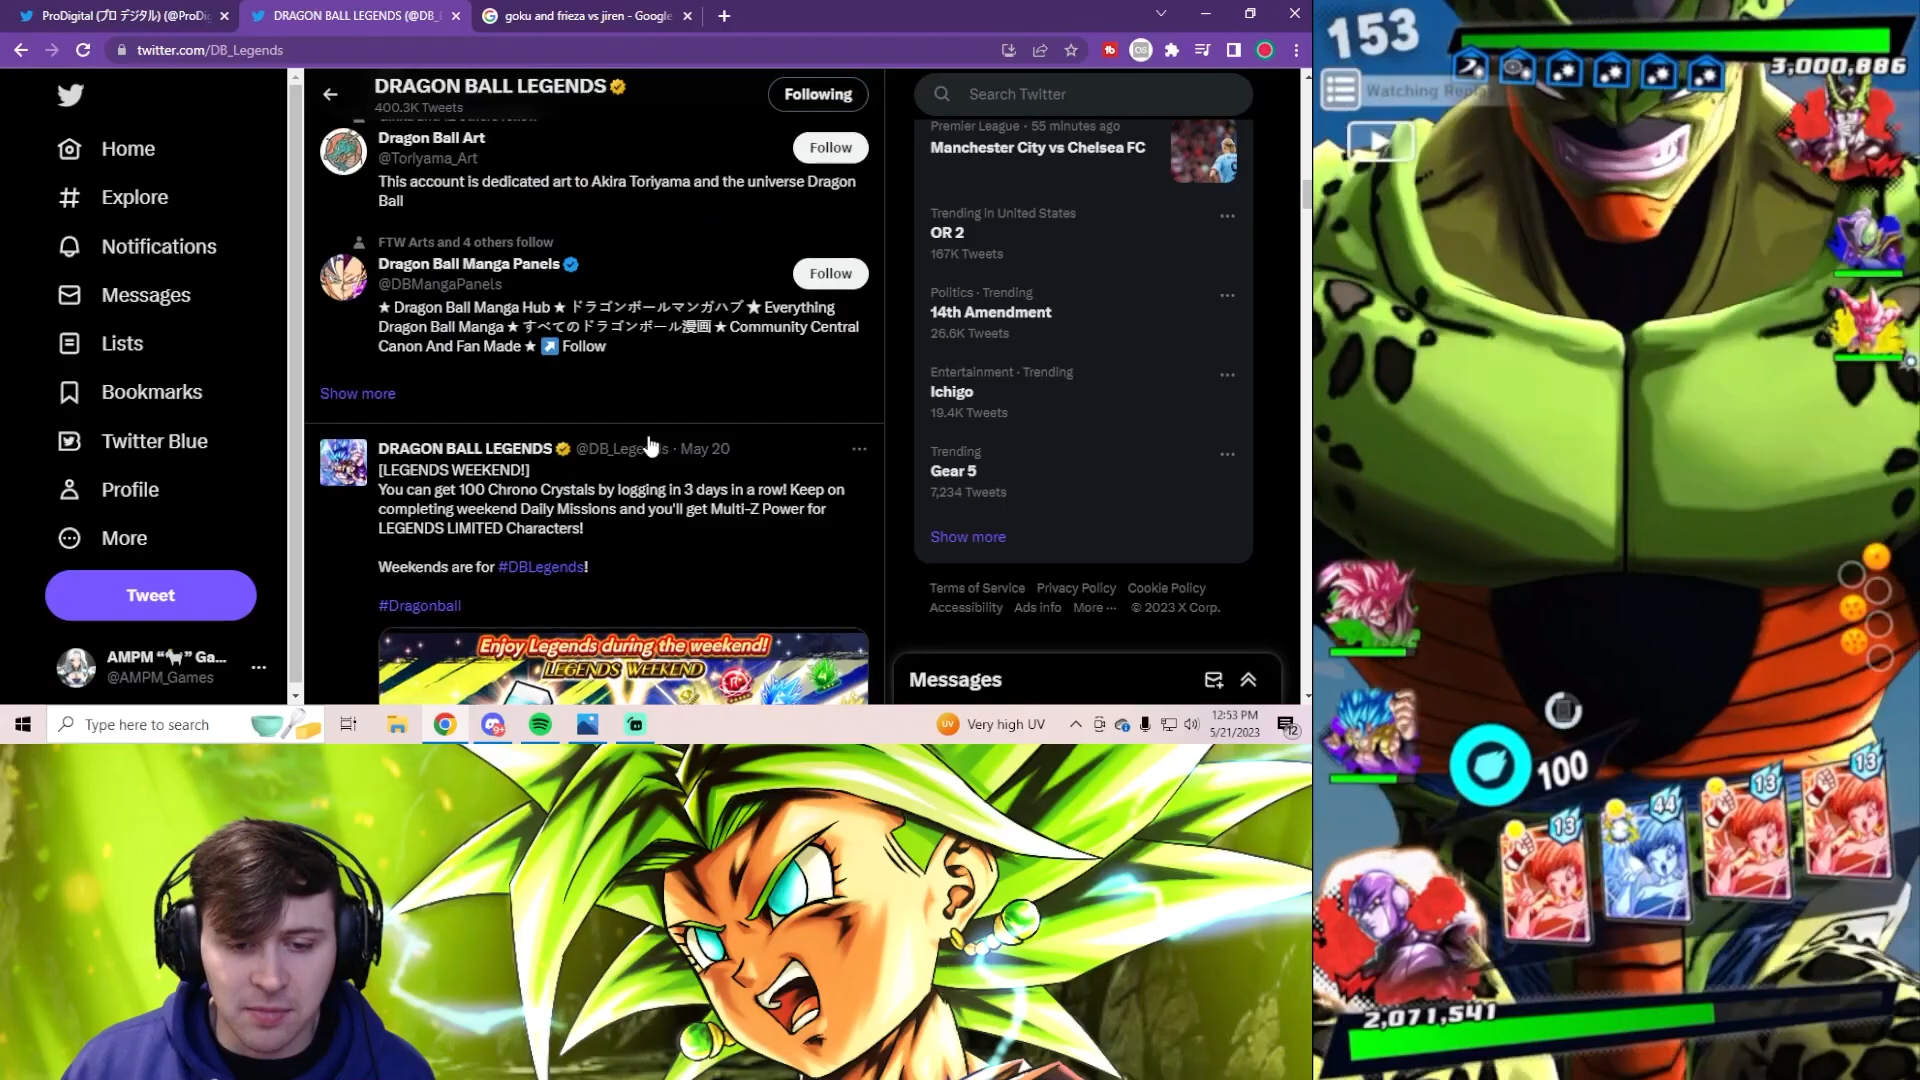 ProDigital (プロ デジタル) (@ProDi
DRAGON BALL LEGENDS (@DB_L
goku and frieza vs jiren - Google
twitter.com/DB_Legends
DRAGON BALL LEGENDS
400.3K Tweets
Following
Search Twitter
Home
Explore
Notifications
Messages
Lists
Bookmarks
Twitter Blue
Profile
More
Tweet
AMPM “🐕” Ga...
@AMPM_Games
Dragon Ball Art
@Toriyama_Art
Follow
This account is dedicated art to Akira Toriyama and the universe Dragon
Ball
FTW Arts and 4 others follow
Dragon Ball Manga Panels
@DBMangaPanels
Follow
★ Dragon Ball Manga Hub ★ ドラゴンボールマンガハブ ★ Everything
Dragon Ball Manga ★ すべてのドラゴンボール漫画 ★ Community Central
Canon And Fan Made ★ ↗ Follow
Show more
DRAGON BALL LEGENDS @DB_Legends · May 20
[LEGENDS WEEKEND!]
You can get 100 Chrono Crystals by logging in 3 days in a row! Keep on
completing weekend Daily Missions and you'll get Multi-Z Power for
LEGENDS LIMITED Characters!
Weekends are for #DBLegends!
#Dragonball
Enjoy Legends during the weekend!
LEGENDS WEEKEND
Premier League · 55 minutes ago
Manchester City vs Chelsea FC
Trending in United States
OR 2
167K Tweets
Politics · Trending
14th Amendment
26.6K Tweets
Entertainment · Trending
Ichigo
19.4K Tweets
Trending
Gear 5
7,234 Tweets
Show more
Terms of Service Privacy Policy Cookie Policy
Accessibility Ads info More ··· © 2023 X Corp.
Messages
Type here to search
Very high UV
12:53 PM
5/21/2023
12
153
3,000,886
Watching Replay
100
13
44
13
13
2,071,541